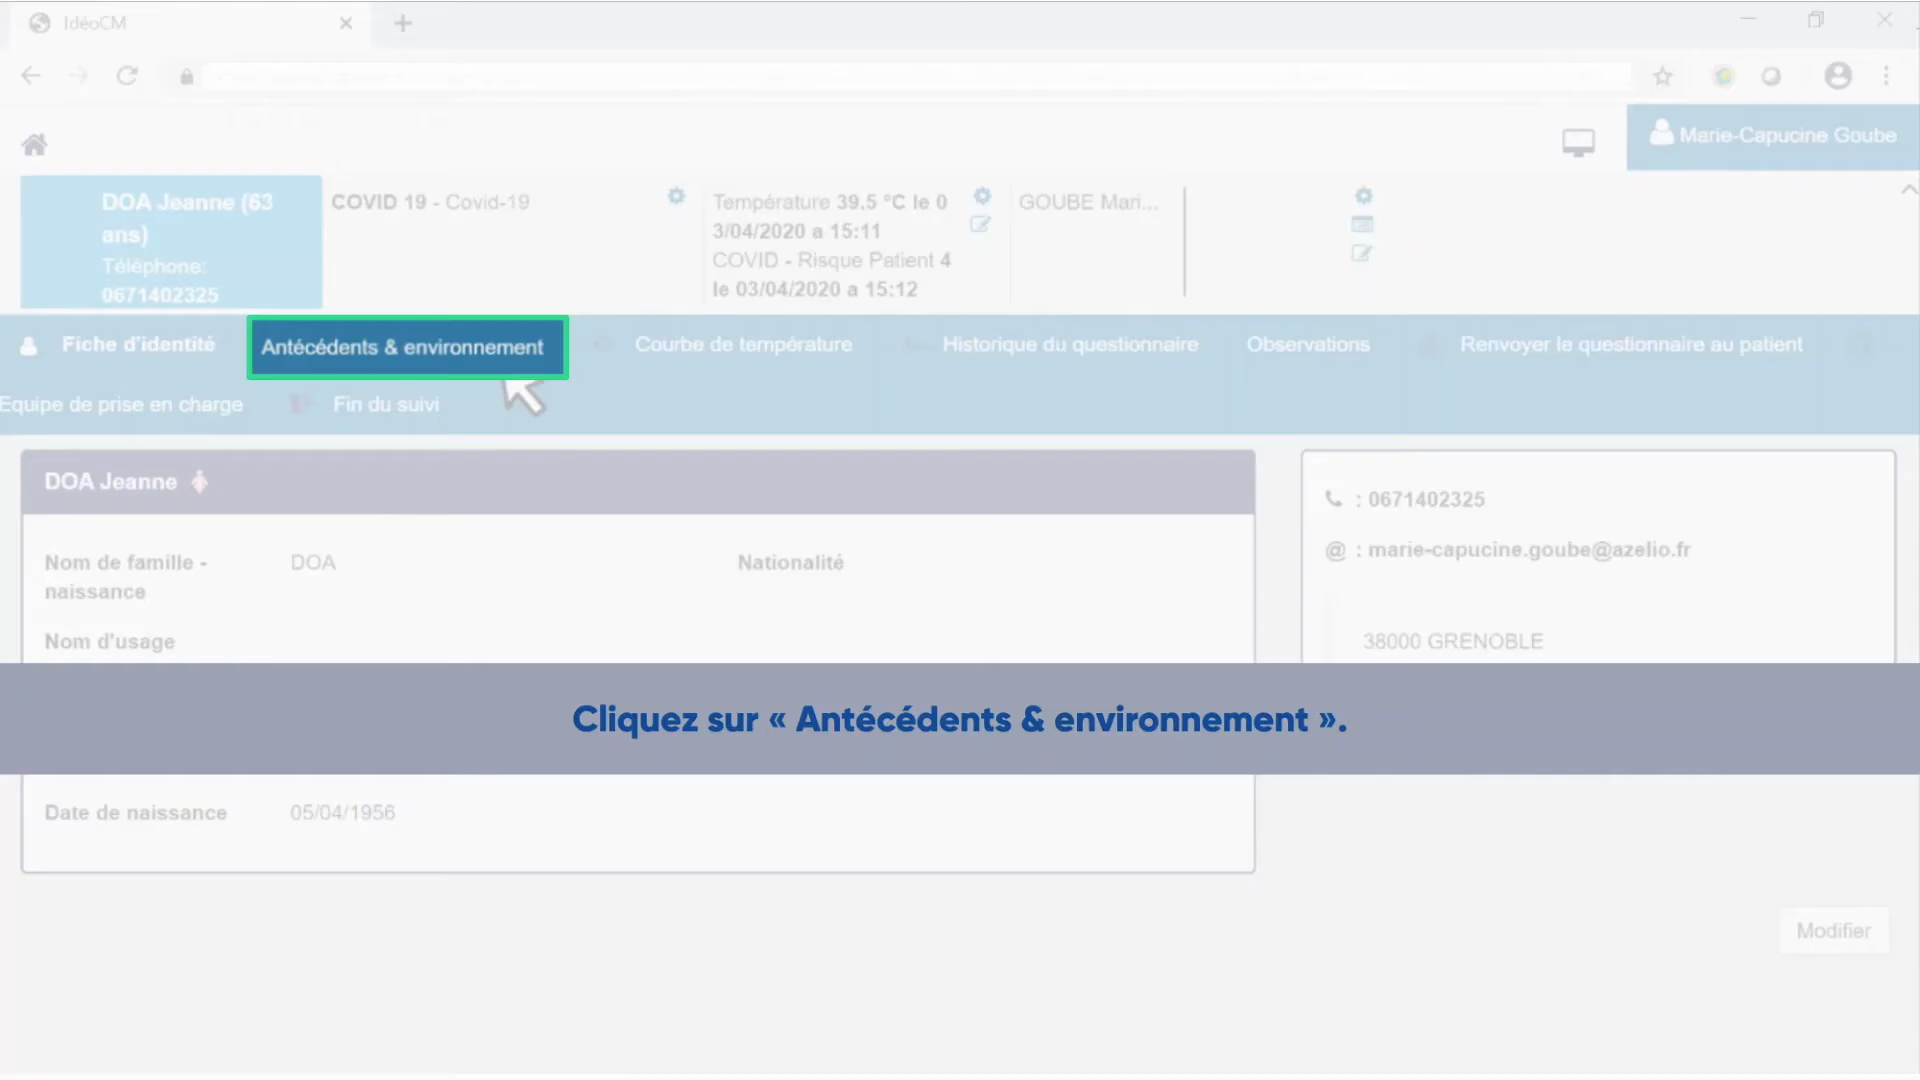 IdéoCM
Marie-Capucine Goube
DOA Jeanne (63
ans)
Téléphone:
0671402325
COVID 19 - Covid-19
Température 39.5 °C le 0
3/04/2020 a 15:11
COVID - Risque Patient 4
le 03/04/2020 a 15:12
GOUBE Mari...
Fiche d'identité
Antécédents & environnement
Courbe de température
Historique du questionnaire
Observations
Renvoyer le questionnaire au patient
Equipe de prise en charge
Fin du suivi
DOA Jeanne
Nom de famille -
naissance
DOA
Nationalité
Nom d'usage
: 0671402325
@ : marie-capucine.goube@azelio.fr
38000 GRENOBLE
Cliquez sur « Antécédents & environnement ».
Date de naissance
05/04/1956
Modifier